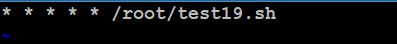 * * * * * /root/test19.sh
~